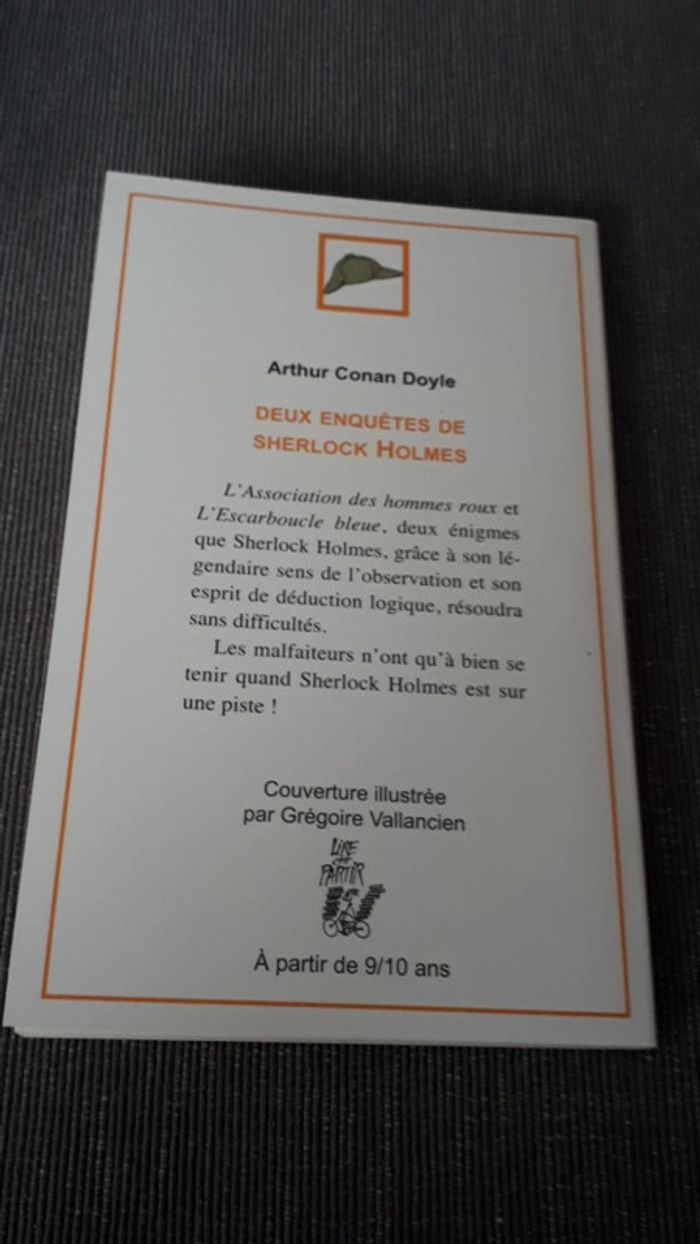 Arthur Conan Doyle
DEUX ENQUÊTES DE
SHERLOCK HOLMES
L'Association des hommes roux et
L'Escarboucle bleue, deux énigmes
que Sherlock Holmes, grâce à son lé-
gendaire sens de l'observation et son
esprit de déduction logique, résoudra
sans difficultés.
Les malfaiteurs n'ont qu'à bien se
tenir quand Sherlock Holmes est sur
une piste !
Couverture illustrée
par Grégoire Vallancien
LIRE
C'EST
PARTIR
À partir de 9/10 ans